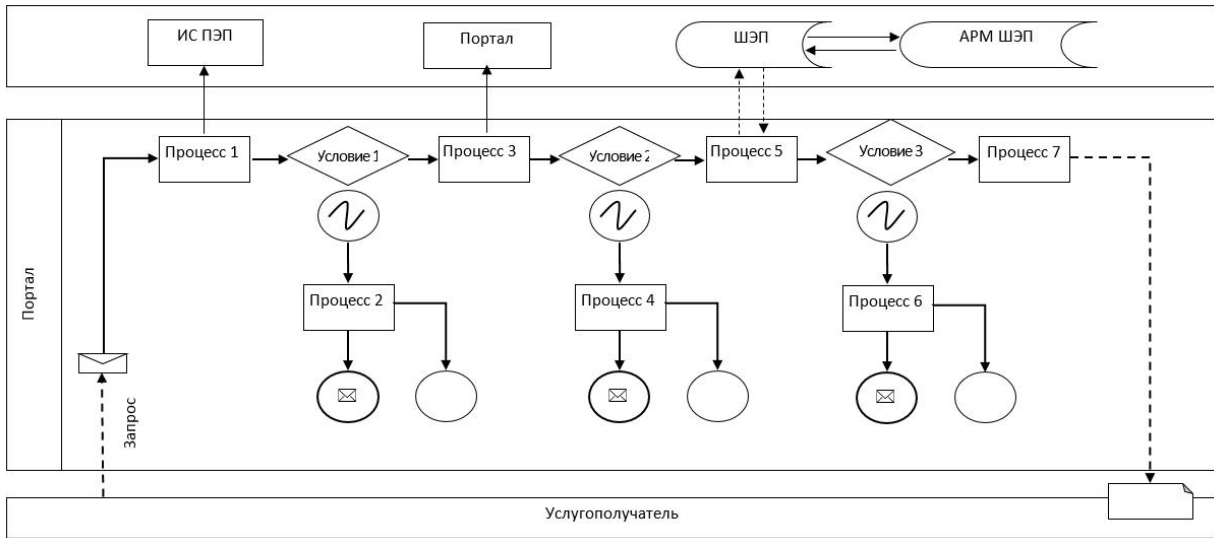 ИС ПЭП
Портал
ШЭП
АРМ ШЭП
Процесс 1
Условие 1
Процесс 3
Условие 2
Процесс 5
Условие 3
Процесс 7
Портал
Процесс 2
Процесс 4
Процесс 6
Запрос
Услугополучатель